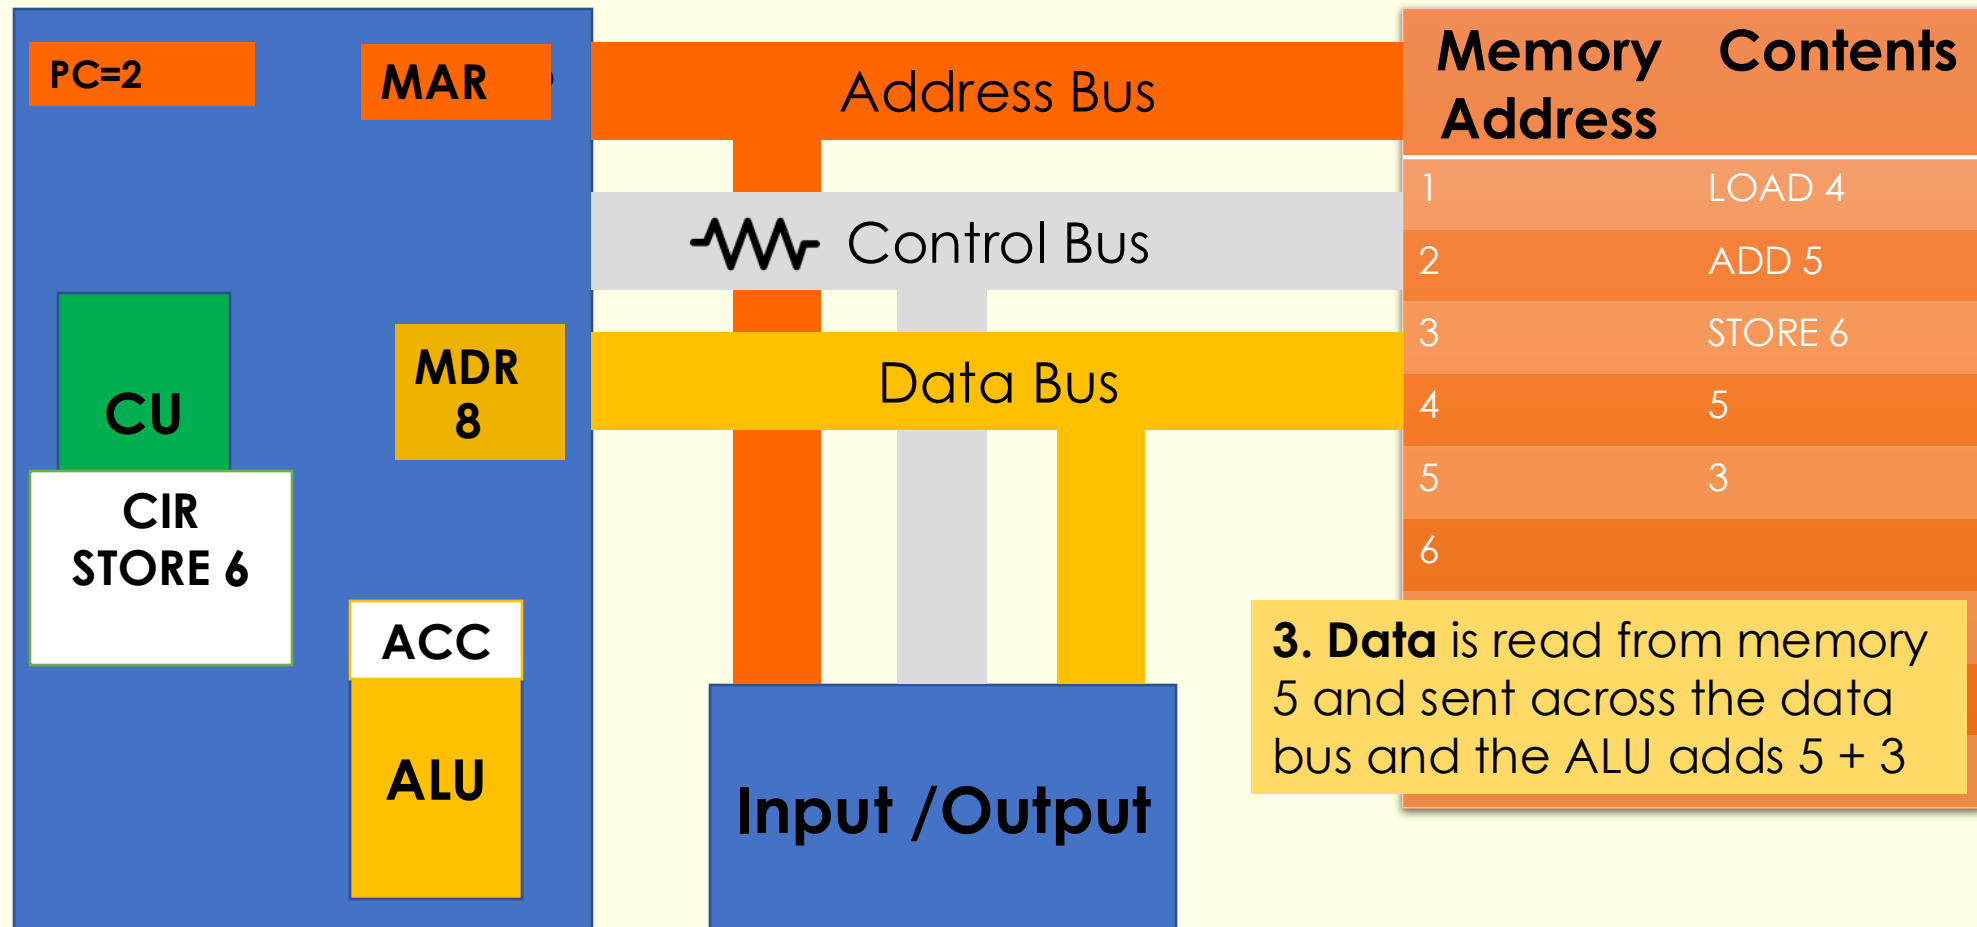 PC=2
MAR
Address Bus
Control Bus
Data Bus
MDR
8
CU
CIR
STORE 6
ACC
ALU
Input /Output
Memory Contents
Address
1 LOAD 4
2 ADD 5
3 STORE 6
4 5
5 3
6
3. Data is read from memory
5 and sent across the data
bus and the ALU adds 5 + 3